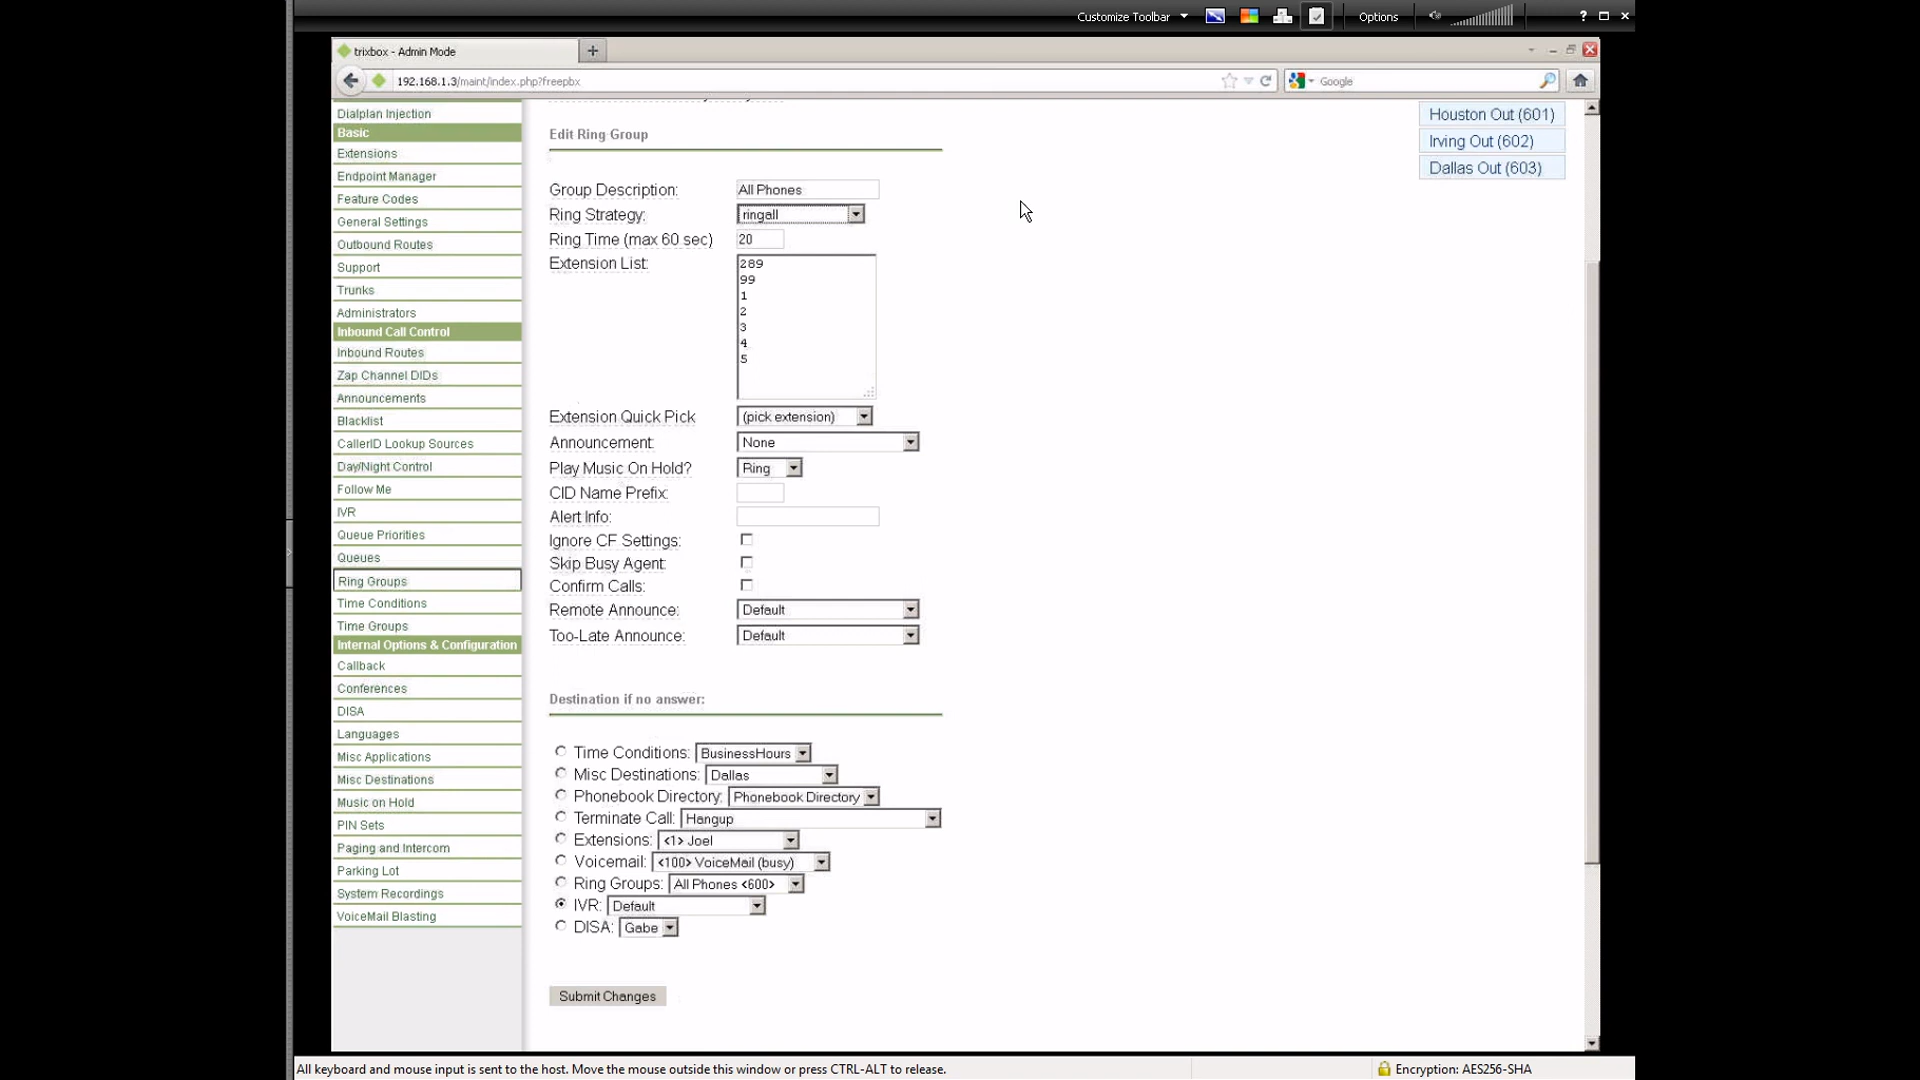 Customize Toolbar
Options
? 
trixbox - Admin Mode
+
192.168.1.3/maint/index.php?freepbx
Google
Dialplan Injection
Basic
Extensions
Endpoint Manager
Feature Codes
General Settings
Outbound Routes
Support
Trunks
Administrators
Inbound Call Control
Inbound Routes
Zap Channel DIDs
Announcements
Blacklist
CallerID Lookup Sources
Day/Night Control
Follow Me
IVR
Queue Priorities
Queues
Ring Groups
Time Conditions
Time Groups
Internal Options & Configuration
Callback
Conferences
DISA
Languages
Misc Applications
Misc Destinations
Music on Hold
PIN Sets
Paging and Intercom
Parking Lot
System Recordings
VoiceMail Blasting
Edit Ring Group
Group Description: All Phones
Ring Strategy: ringall
Ring Time (max 60 sec) 20
Extension List: 289
99
1
2
3
4
5
Extension Quick Pick (pick extension)
Announcement: None
Play Music On Hold? Ring
CID Name Prefix:
Alert Info:
Ignore CF Settings:
Skip Busy Agent:
Confirm Calls:
Remote Announce: Default
Too-Late Announce: Default
Destination if no answer:
Time Conditions: BusinessHours
Misc Destinations: Dallas
Phonebook Directory: Phonebook Directory
Terminate Call: Hangup
Extensions: <1> Joel
Voicemail: <100> VoiceMail (busy)
Ring Groups: All Phones <600>
IVR: Default
DISA: Gabe
Submit Changes
Houston Out (601)
Irving Out (602)
Dallas Out (603)
All keyboard and mouse input is sent to the host. Move the mouse outside this window or press CTRL-ALT to release.
Encryption: AES256-SHA